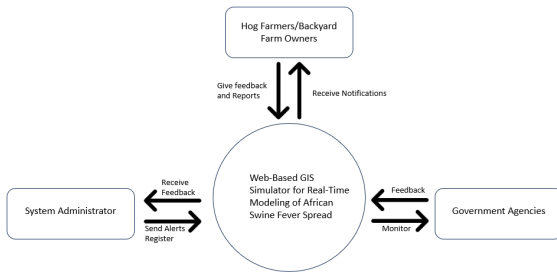 Hog Farmers/Backyard
Farm Owners
Give feedback
and Reports
Receive Notifications
Web-Based GIS
Simulator for Real-Time
Modeling of African
Swine Fever Spread
Receive
Feedback
System Administrator
Send Alerts
Register
Feedback
Government Agencies
Monitor